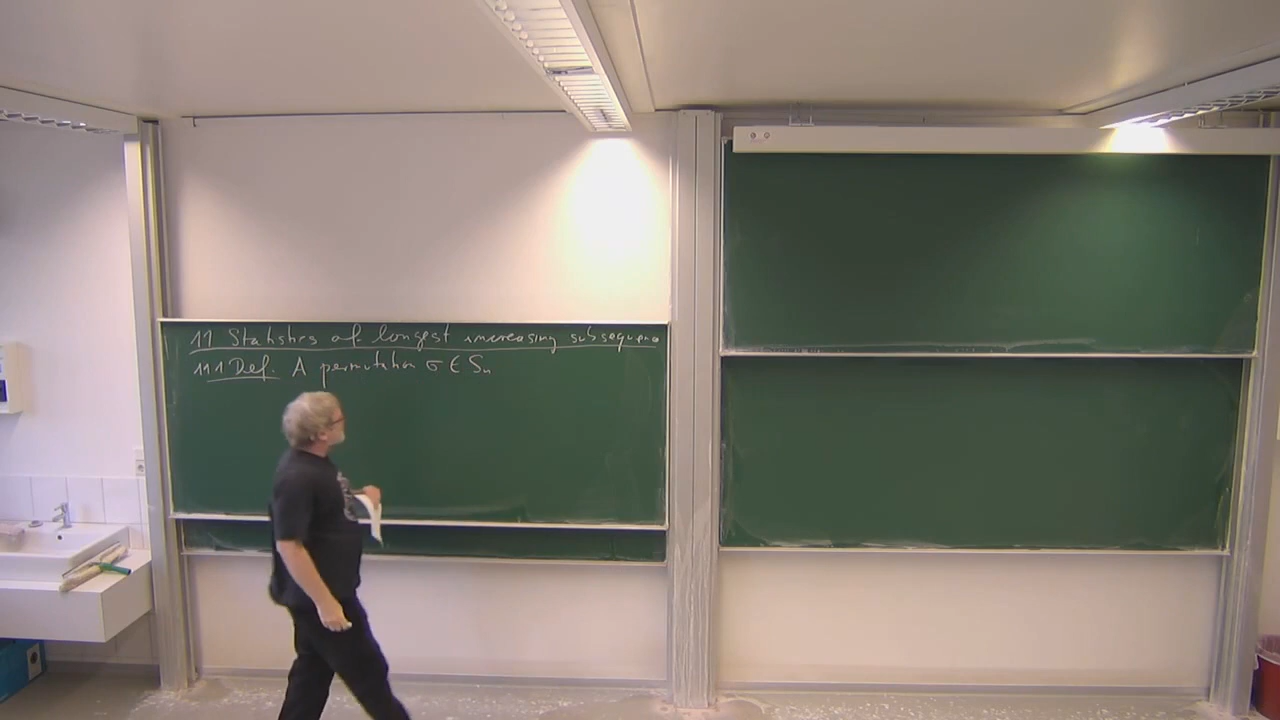 11 Statistics of longest increasing subsequence
11.1 Def. A permutation σ ∈ Sn